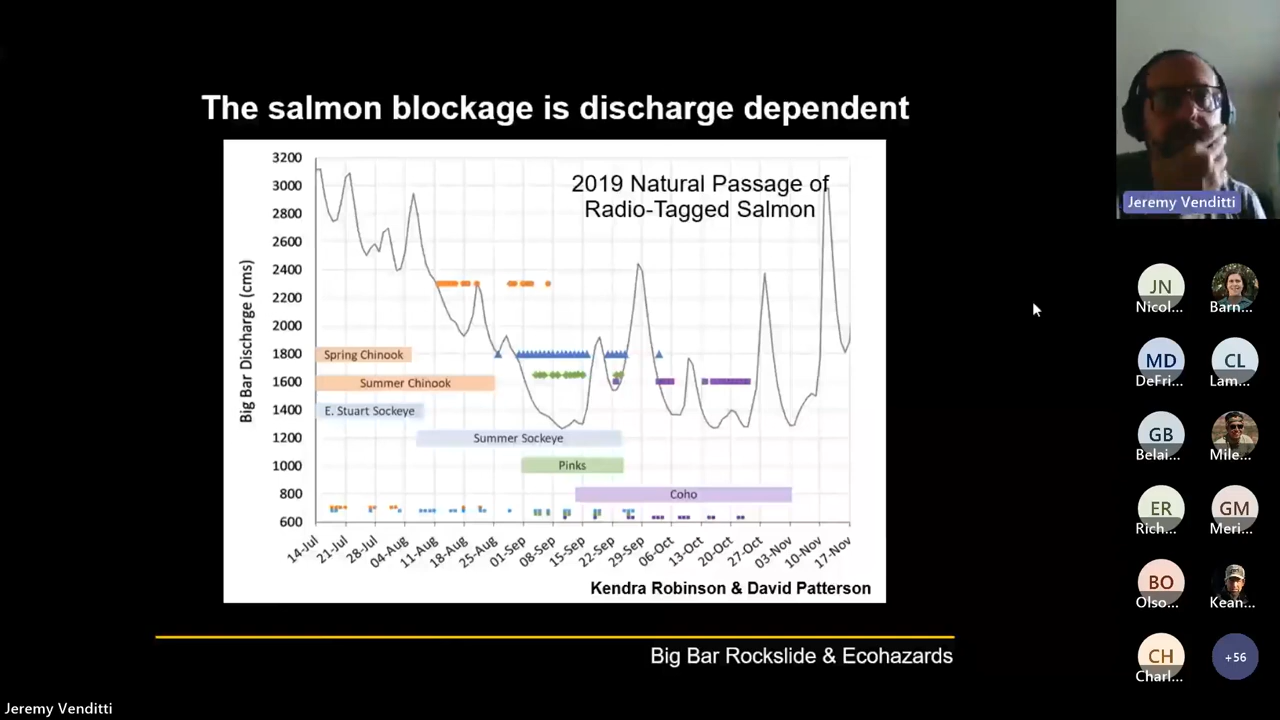 The salmon blockage is discharge dependent
2019 Natural Passage of
Radio-Tagged Salmon
Big Bar Discharge (cms)
3200
3000
2800
2600
2400
2200
2000
1800
1600
1400
1200
1000
800
600
Spring Chinook
Summer Chinook
E. Stuart Sockeye
Summer Sockeye
Pinks
Coho
14-Jul
21-Jul
28-Jul
04-Aug
11-Aug
18-Aug
25-Aug
01-Sep
08-Sep
15-Sep
22-Sep
29-Sep
06-Oct
13-Oct
20-Oct
27-Oct
03-Nov
10-Nov
17-Nov
Kendra Robinson & David Patterson
Big Bar Rockslide & Ecohazards
Jeremy Venditti
JN
Nicol...
Barn...
MD
DeFri...
CL
Lam...
GB
Belai...
Mile...
ER
Rich...
GM
Meri...
BO
Olso...
Kean...
CH
Charl...
+56
Jeremy Venditti